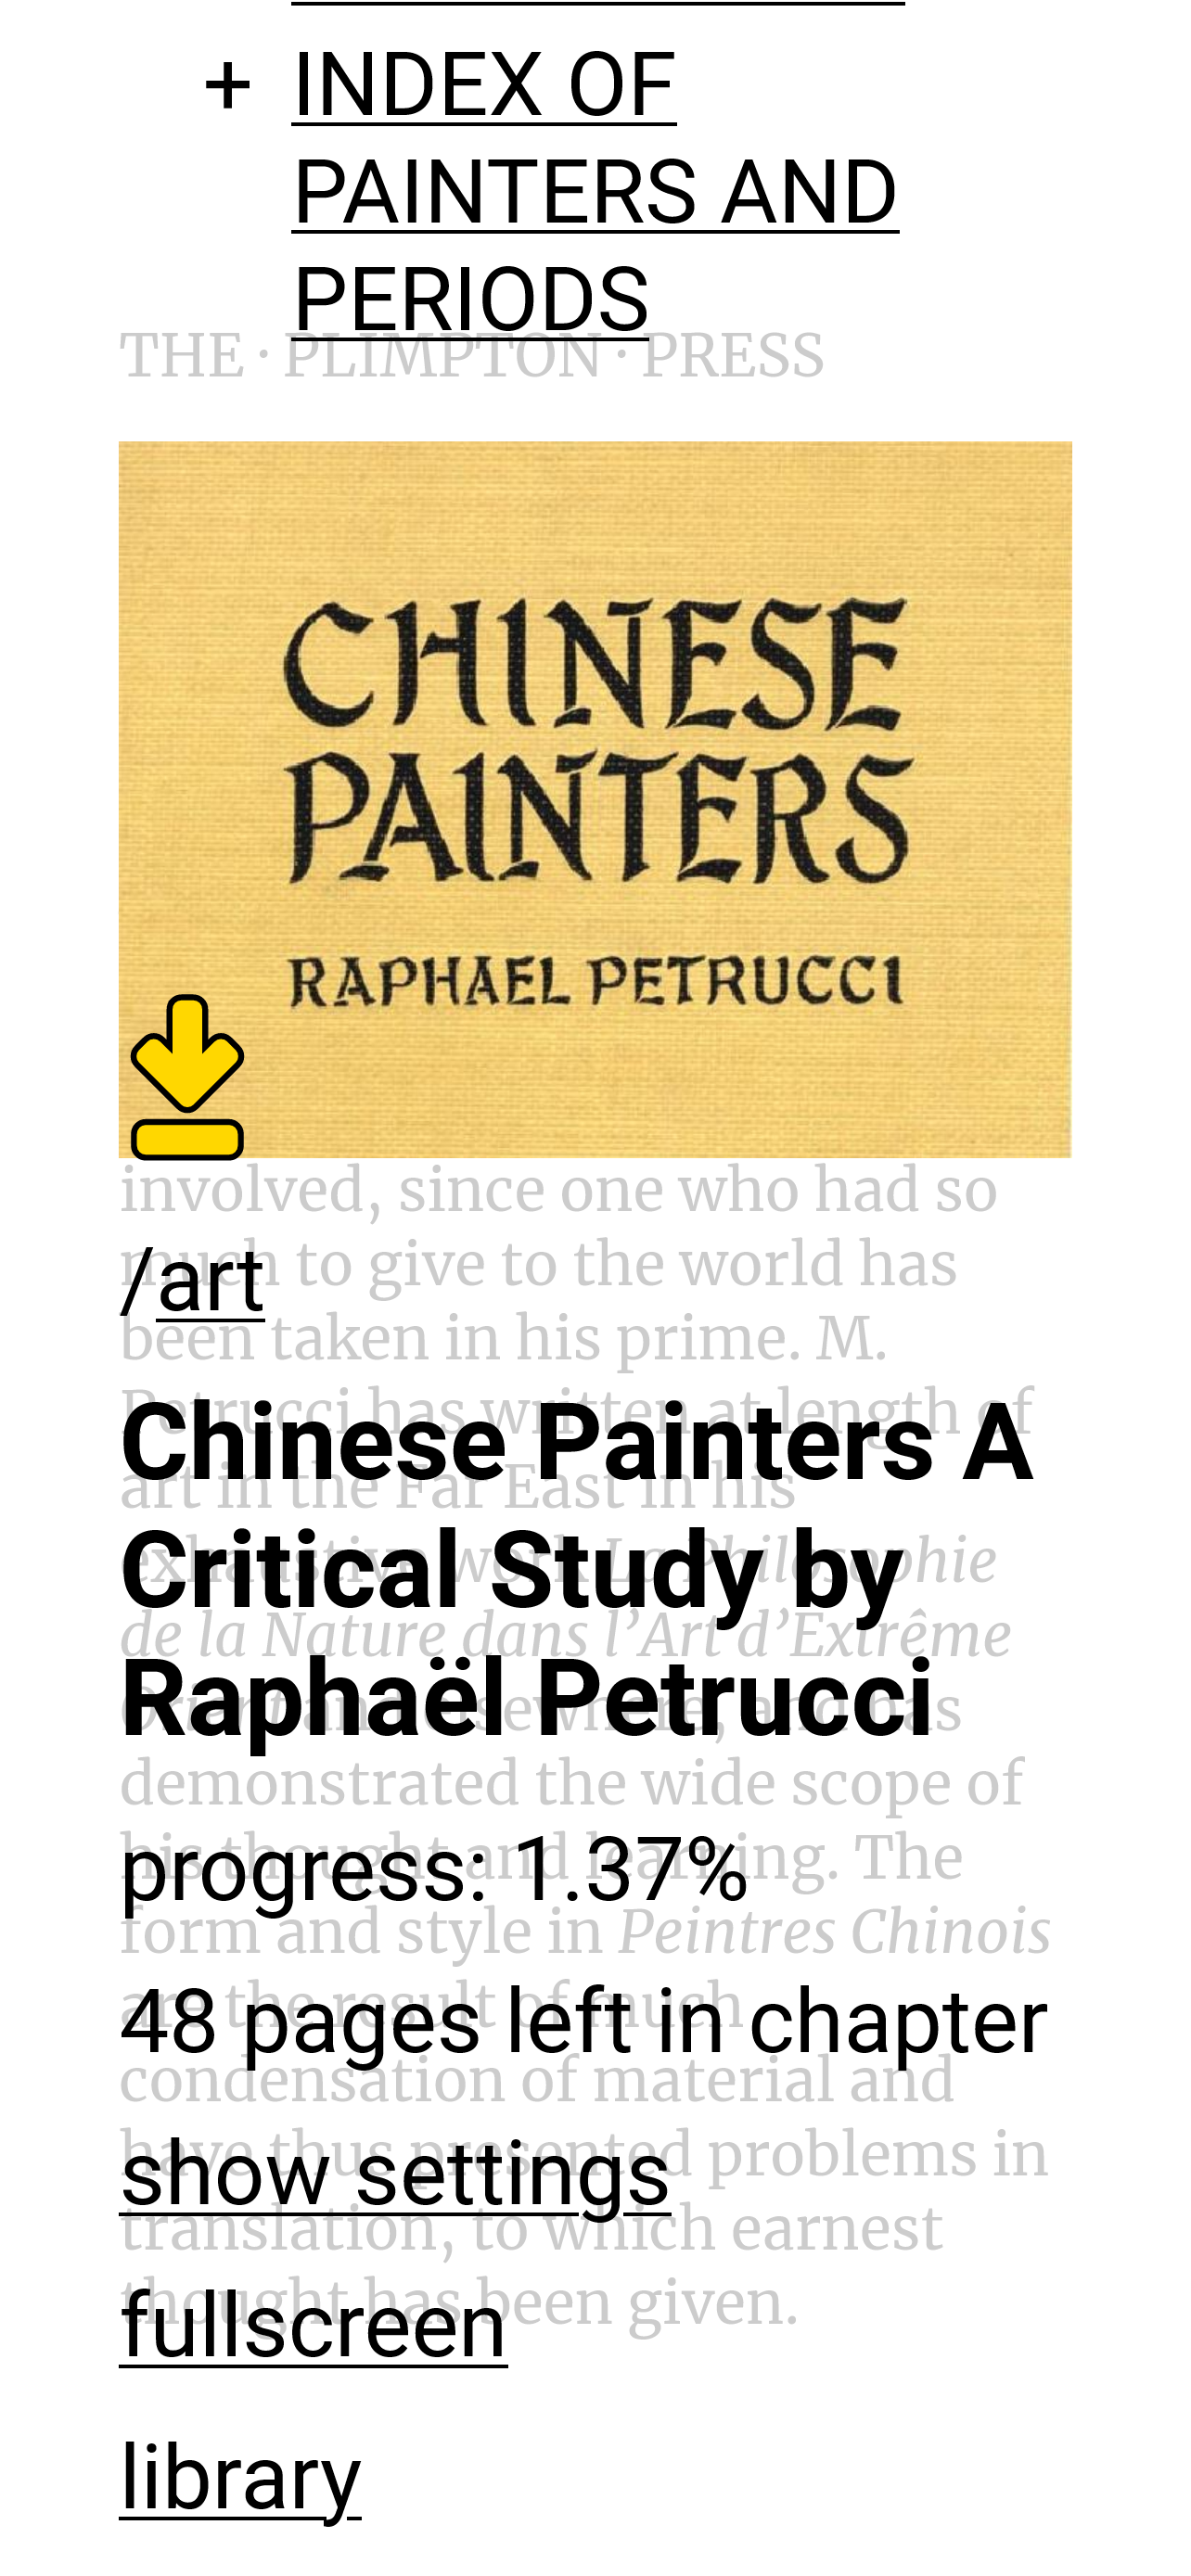 + INDEX OF
PAINTERS AND
PERIODS
THE · PLIMPTON · PRESS
CHINESE
PAINTERS
RAPHAEL PETRUCCI
involved, since one who had so
much to give to the world has
/art
been taken in his prime. M.
Petrucci has written at length of
Chinese Painters A
art in the Far East in his
exhaustive work La Philosophie
Critical Study by
de la Nature dans l’Art d’Extrême
Raphaël Petrucci
Orient and elsewhere, and has
demonstrated the wide scope of
his thought and learning. The
progress: 1.37%
form and style in Peintres Chinois
are the result of much
48 pages left in chapter
condensation of material and
have thus presented problems in
show settings
translation, to which earnest
thought has been given.
fullscreen
library